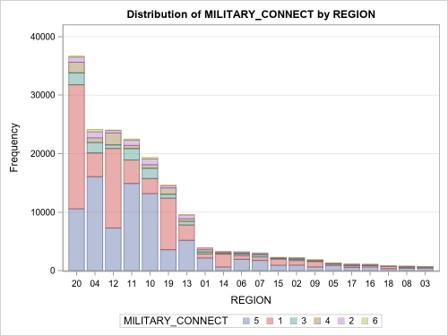 Distribution of MILITARY_CONNECT by REGION
40000
30000
20000
10000
0
Frequency
20 04 12 11 10 19 13 01 14 06 07 15 02 09 05 17 16 18 08 03
REGION
MILITARY_CONNECT 5 1 3 4 2 6